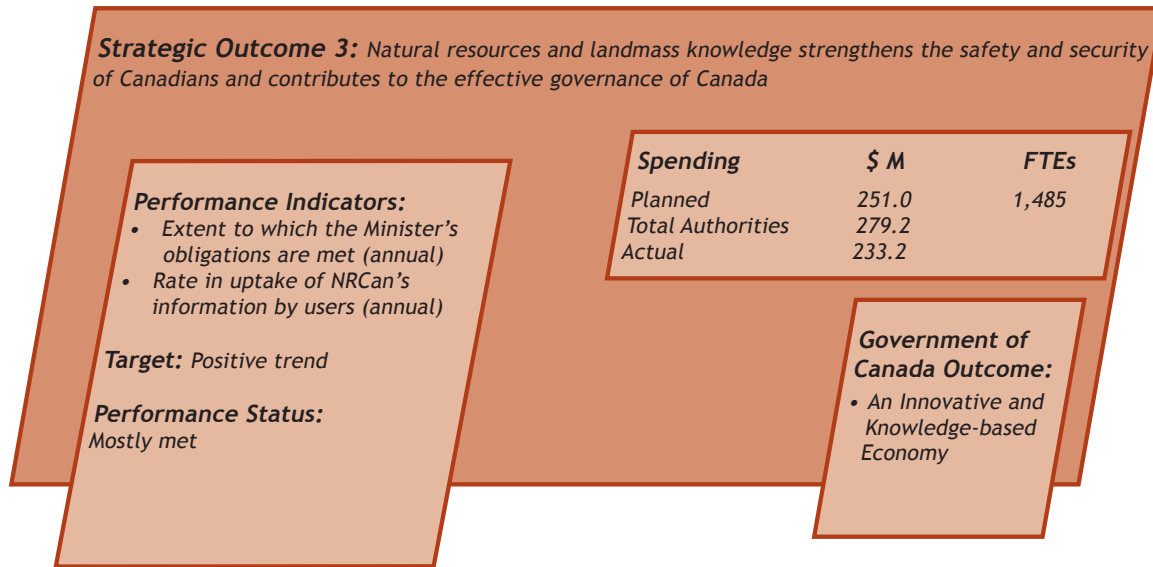 Strategic Outcome 3: Natural resources and landmass knowledge strengthens the safety and security
of Canadians and contributes to the effective governance of Canada
Performance Indicators:
• Extent to which the Minister’s
obligations are met (annual)
• Rate in uptake of NRCan’s
information by users (annual)
Target: Positive trend
Performance Status:
Mostly met
Spending $ M FTEs
Planned 251.0 1,485
Total Authorities 279.2
Actual 233.2
Government of
Canada Outcome:
• An Innovative and
Knowledge-based
Economy